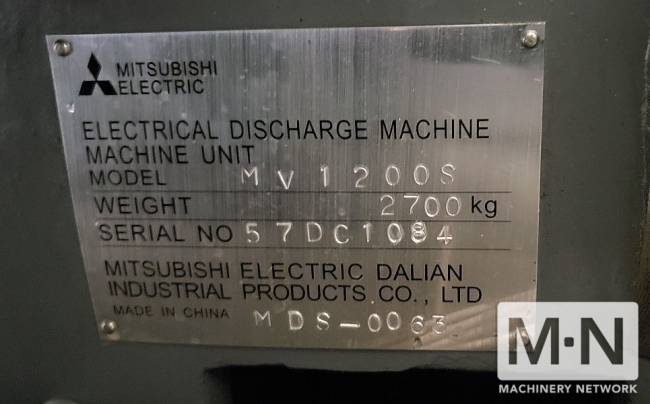 MITSUBISHI
ELECTRIC
ELECTRICAL DISCHARGE MACHINE
MACHINE UNIT
MODEL MV1200S
WEIGHT 2700 kg
SERIAL NO 57DC1084
MITSUBISHI ELECTRIC DALIAN
INDUSTRIAL PRODUCTS CO., LTD
MADE IN CHINA MDS-0063
M·N
MACHINERY NETWORK